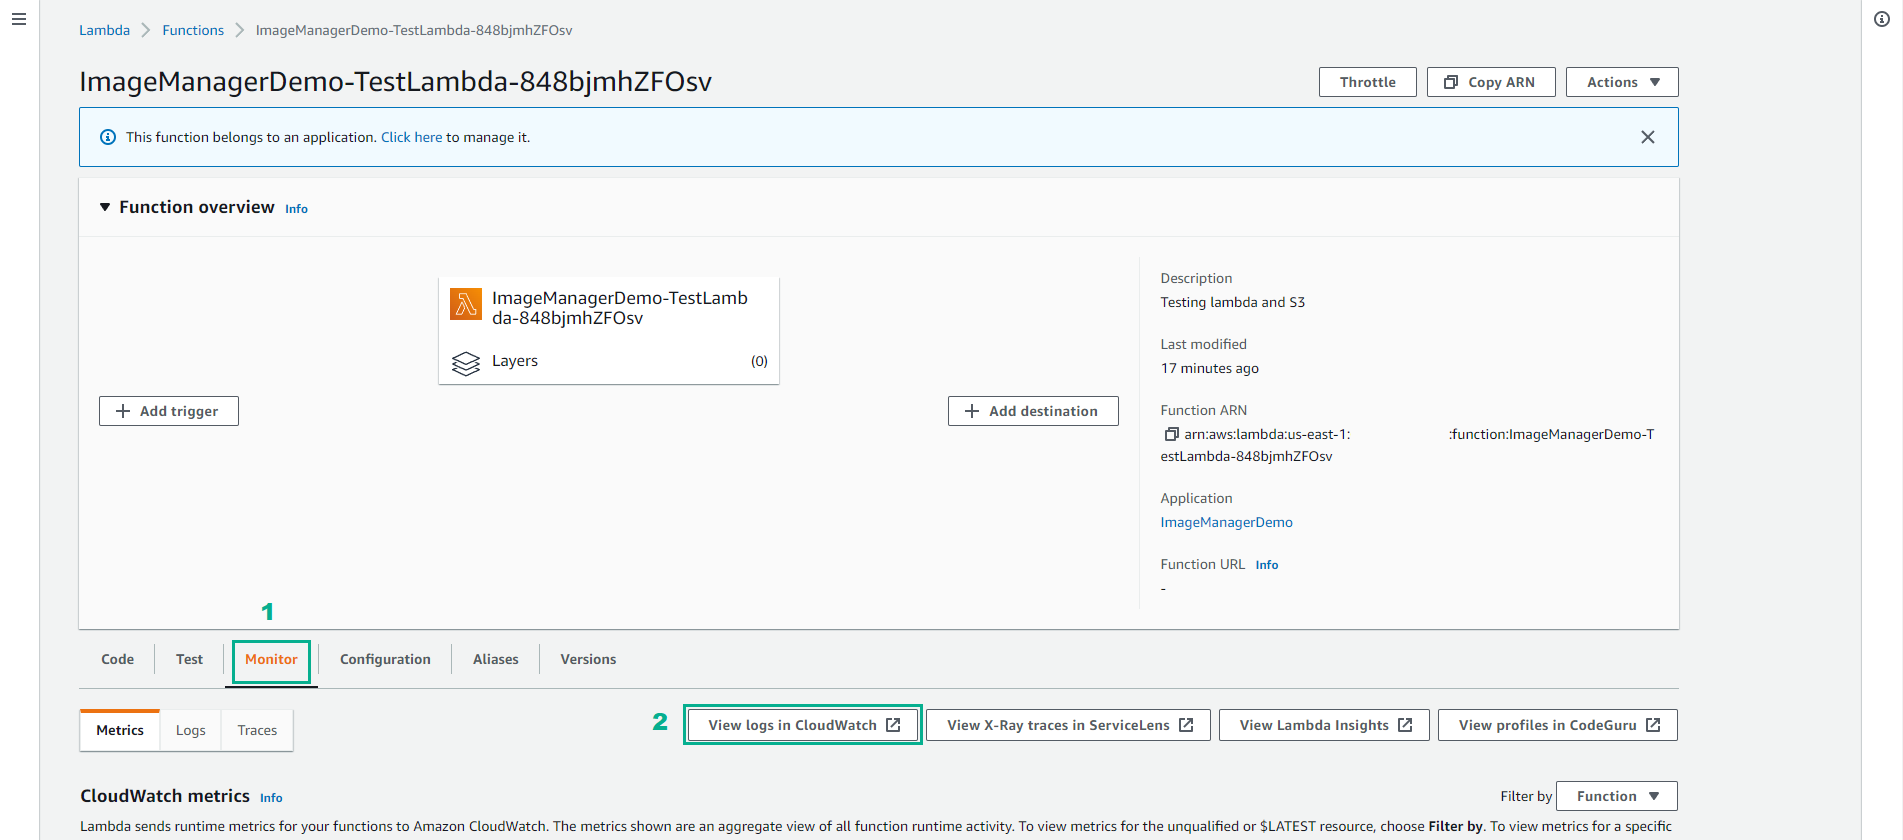 Lambda > Functions > ImageManagerDemo-TestLambda-848bjmhZFOsv
ImageManagerDemo-TestLambda-848bjmhZFOsv
Throttle
Copy ARN
Actions
This function belongs to an application. Click here to manage it.
Function overview Info
ImageManagerDemo-TestLamb
da-848bjmhZFOsv
Layers (0)
Add trigger
Add destination
Description
Testing lambda and S3
Last modified
17 minutes ago
Function ARN
arn:aws:lambda:us-east-1: :function:ImageManagerDemo-T
estLambda-848bjmhZFOsv
Application
ImageManagerDemo
Function URL Info
-
1
Code
Test
Monitor
Configuration
Aliases
Versions
Metrics
Logs
Traces
2
View logs in CloudWatch
View X-Ray traces in ServiceLens
View Lambda Insights
View profiles in CodeGuru
CloudWatch metrics Info
Filter by Function
Lambda sends runtime metrics for your functions to Amazon CloudWatch. The metrics shown are an aggregate view of all function runtime activity. To view metrics for the unqualified or $LATEST resource, choose Filter by. To view metrics for a specific